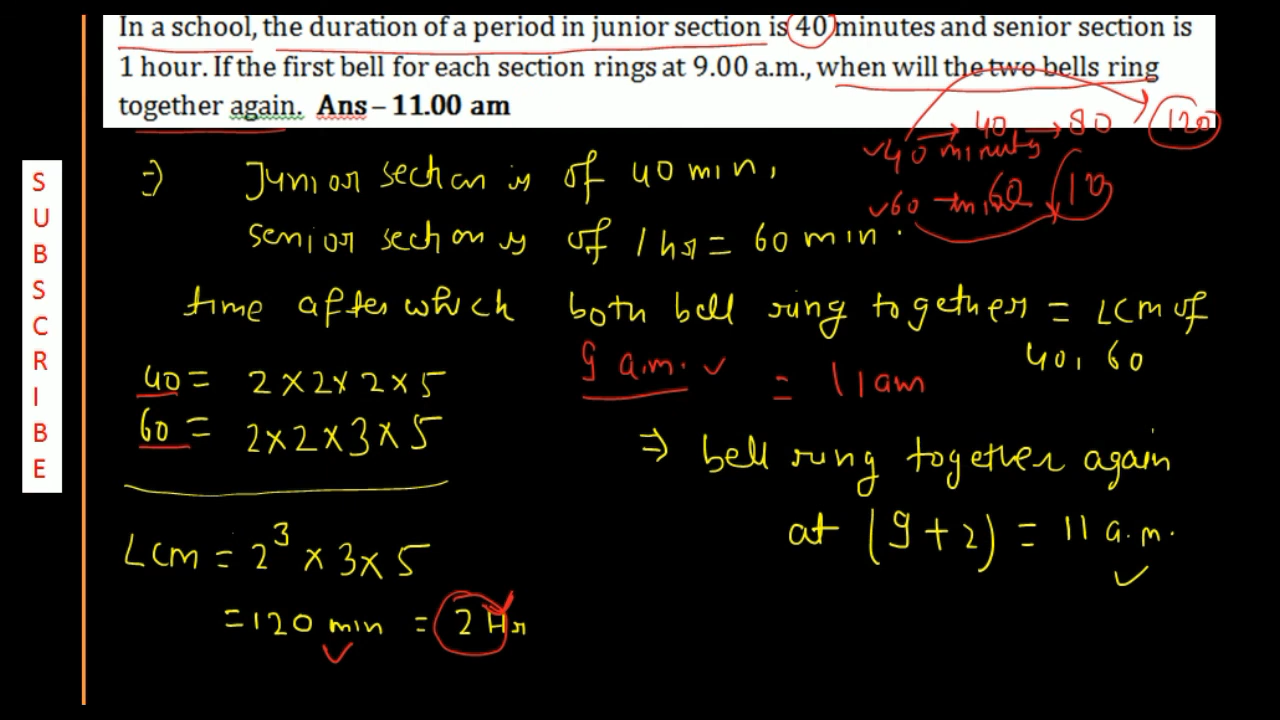 In a school, the duration of a period in junior section is 40 minutes and senior section is
1 hour. If the first bell for each section rings at 9.00 a.m., when will the two bells ring
together again. Ans – 11.00 am
40 → 80 120
40 minuts
60 → 60
SUBSCRIBE
⇒ Junior section is of 40 min,
senior section is of 1 hr = 60 min.
time after which both bell ring together = LCM of
40, 60
9 a.m. = 11am
40 = 2×2×2×5
60 = 2×2×3×5
⇒ bell ring together again
at (9+2) = 11 a.m.
LCM = 2³ × 3 × 5
= 120 min = 2 Hr